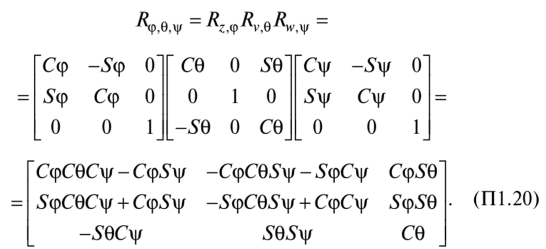 R_{φ,θ,ψ} = R_{z,φ} R_{v,θ} R_{w,ψ} =
= [Cφ −Sφ 0; Sφ Cφ 0; 0 0 1] [Cθ 0 Sθ; 0 1 0; −Sθ 0 Cθ] [Cψ −Sψ 0; Sψ Cψ 0; 0 0 1] =
= [CφCθCψ − CφSψ −CφCθSψ − SφCψ CφSθ; SφCθCψ + CφSψ −SφCθSψ + CφCψ SφSθ; −SθCψ SθSψ Cθ]. (П1.20)